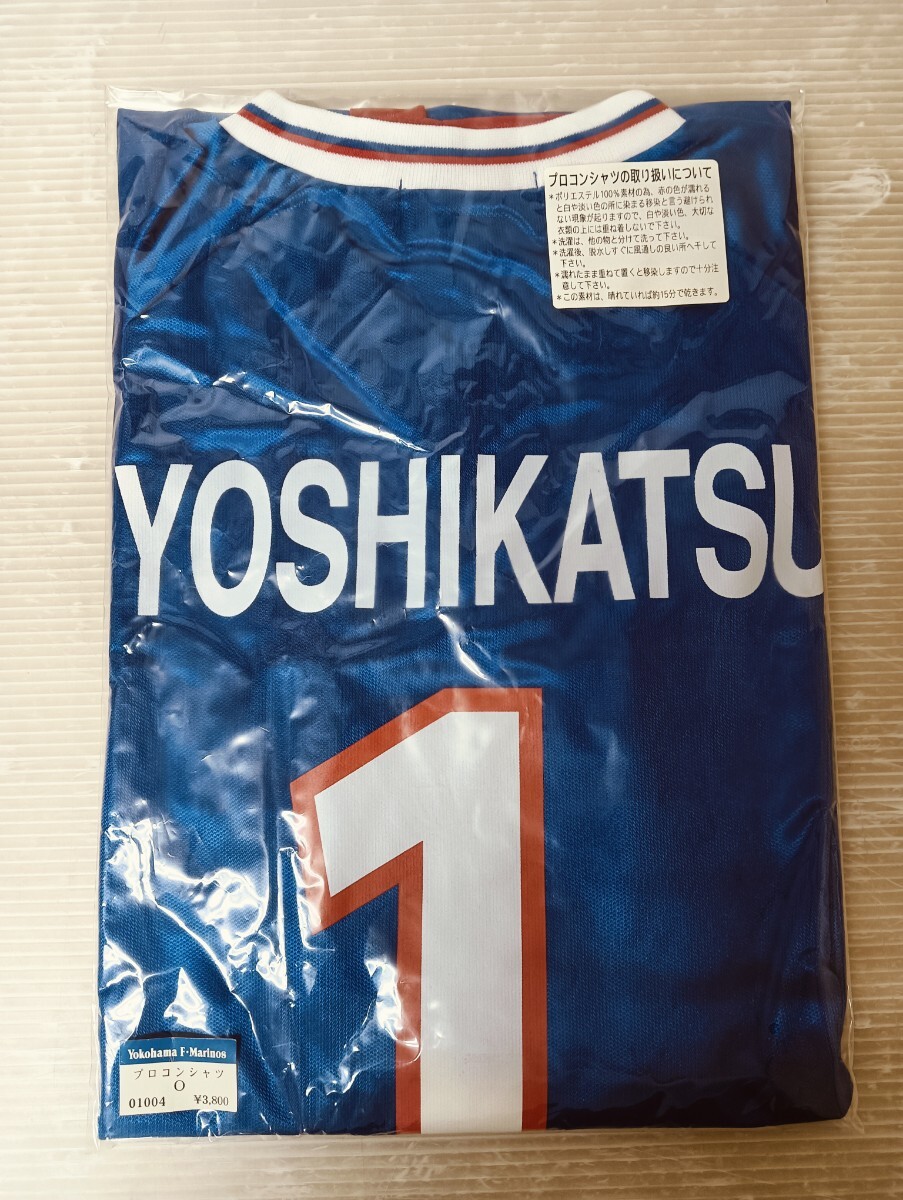 プロコンシャツの取り扱いについて
*ポリエステル100%素材の為、赤の色が濡れる
と白や淡い色の所に染まる移染と言う避けられ
ない現象が起りますので、白や淡い色、大切な
衣類の上には重ね着しないで下さい。
*洗濯は、他の物と分けて洗って下さい。
*洗濯後、脱水しすぐに風通しの良い所へ干して
下さい。
*濡れたまま重ねて置くと移染しますので十分注
意して下さい。
*この素材は、晴れていれば約15分で乾きます。
YOSHIKATSU
1
Yokohama F・Marinos
プロコンシャツ
O
01004 ¥3,800